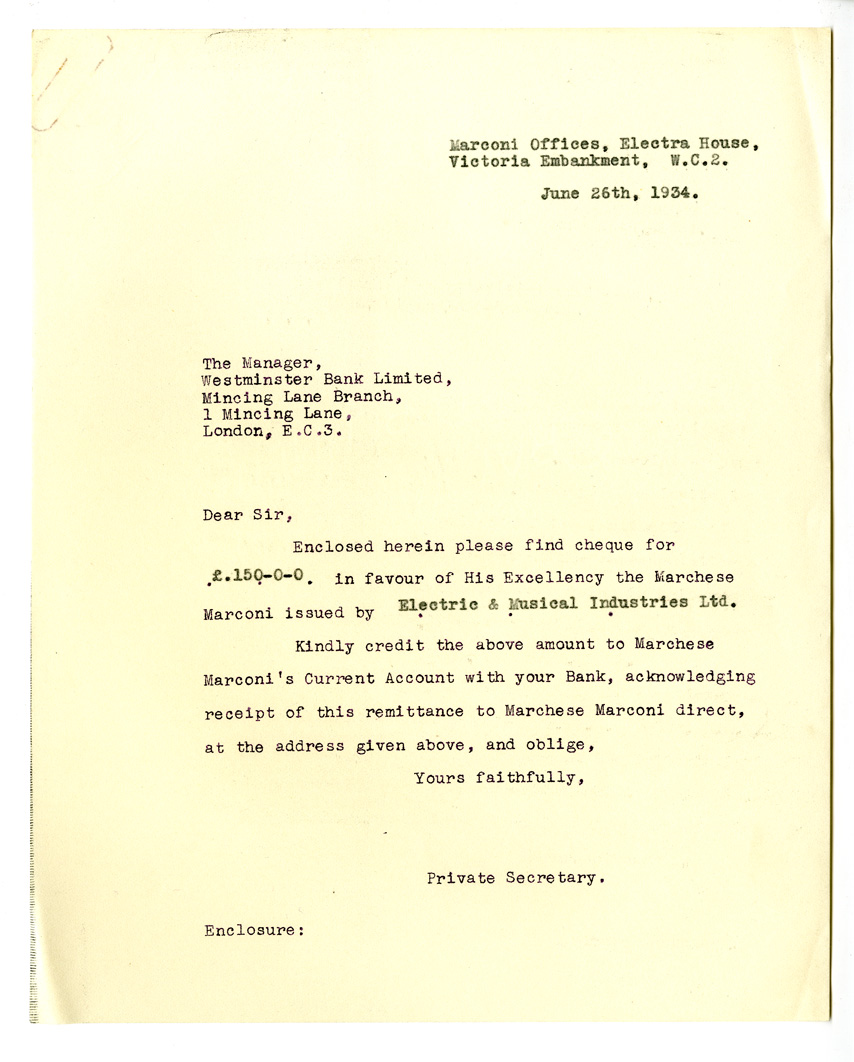 Marconi Offices, Electra House,
Victoria Embankment, W.C.2.
June 26th, 1934.
The Manager,
Westminster Bank Limited,
Mincing Lane Branch,
1 Mincing Lane,
London, E.C.3.
Dear Sir,
Enclosed herein please find cheque for
£.150-0-0. in favour of His Excellency the Marchese
Marconi issued by Electric & Musical Industries Ltd.
Kindly credit the above amount to Marchese
Marconi's Current Account with your Bank, acknowledging
receipt of this remittance to Marchese Marconi direct,
at the address given above, and oblige,
Yours faithfully,
Private Secretary.
Enclosure: